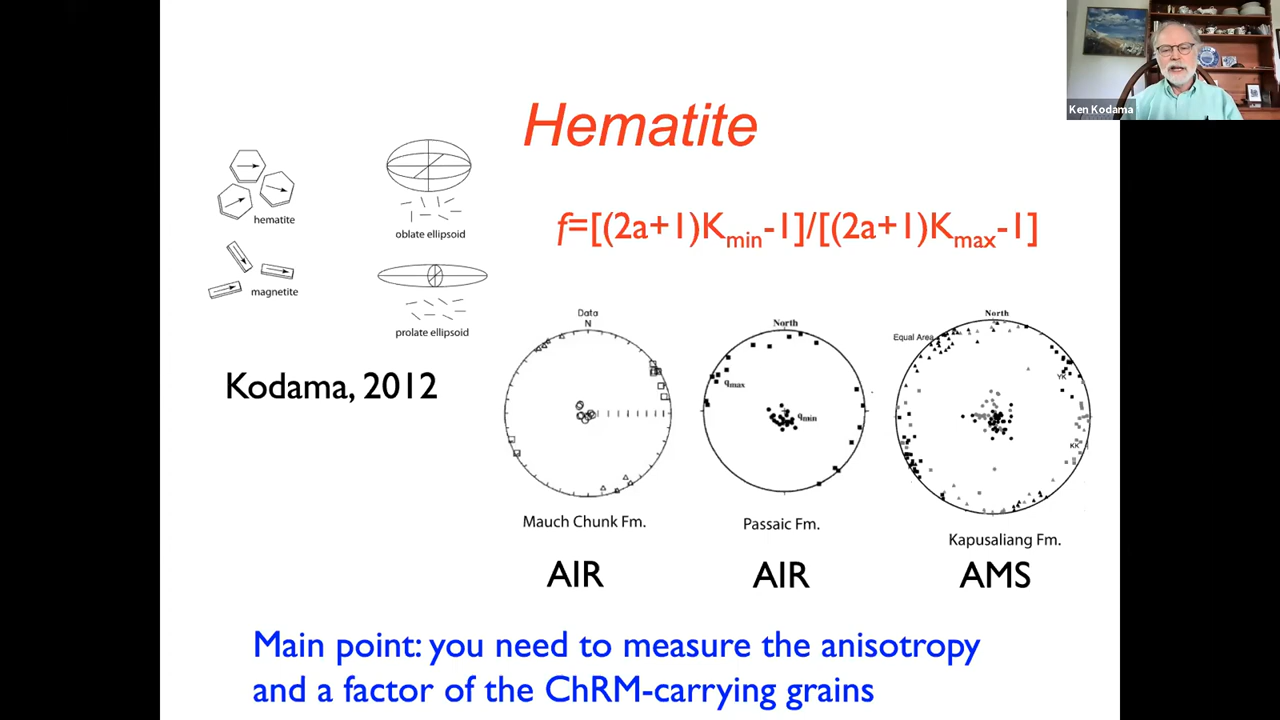 Ken Kodama
Hematite
hematite
oblate ellipsoid
f=[(2a+1)Kmin-1]/[(2a+1)Kmax-1]
magnetite
prolate ellipsoid
Kodama, 2012
Data
N
North
qmax
qmin
North
Equal Area
YK
KK
Mauch Chunk Fm.
Passaic Fm.
Kapusaliang Fm.
AIR
AIR
AMS
Main point: you need to measure the anisotropy
and a factor of the ChRM-carrying grains